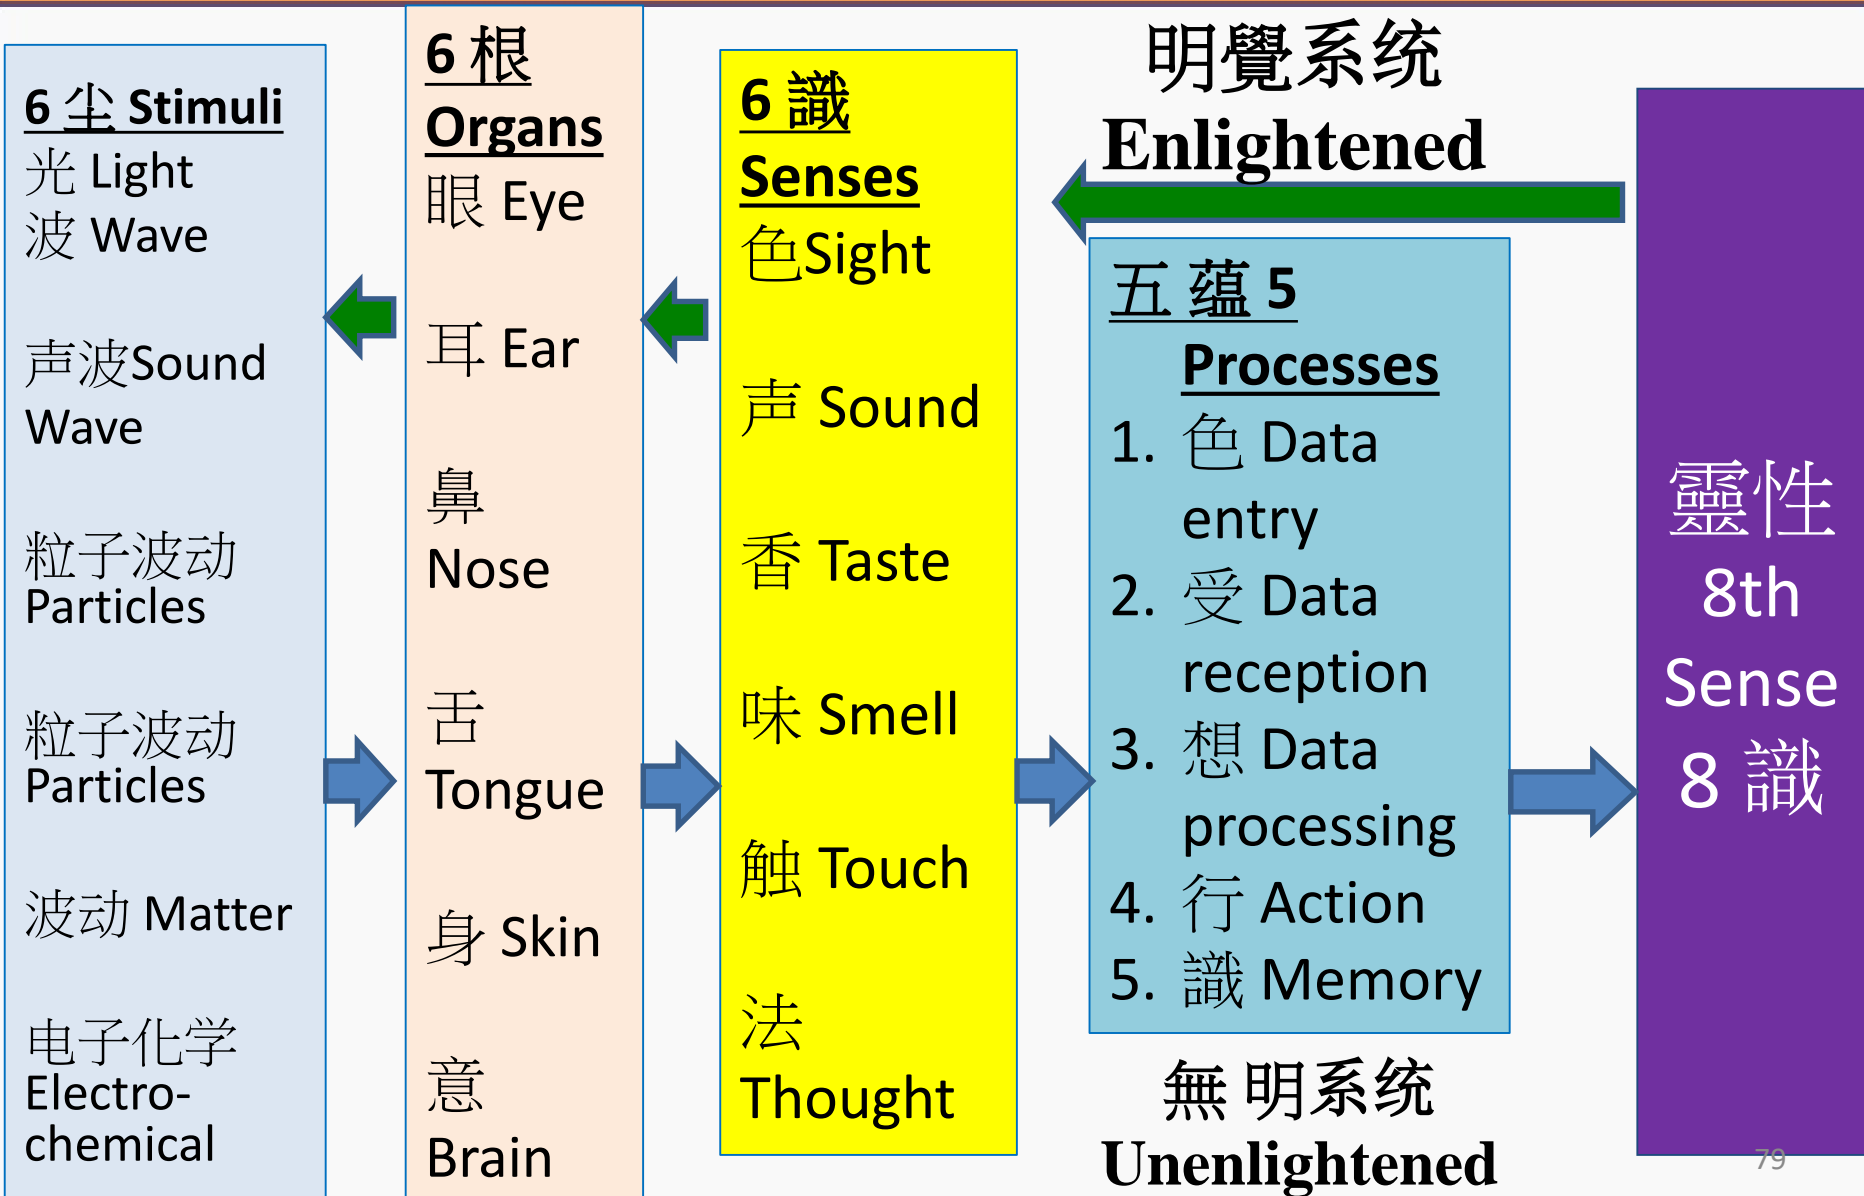 6 尘 Stimuli
光 Light
波 Wave
声波Sound
Wave
粒子波动
Particles
粒子波动
Particles
波动 Matter
电子化学
Electro-
chemical
6 根
Organs
眼 Eye
耳 Ear
鼻
Nose
舌
Tongue
身 Skin
意
Brain
6 識
Senses
色Sight
声 Sound
香 Taste
味 Smell
触 Touch
法
Thought
明覺系统
Enlightened
五 蕴 5
Processes
1. 色 Data
entry
2. 受 Data
reception
3. 想 Data
processing
4. 行 Action
5. 識 Memory
無 明系统
Unenlightened
靈性
8th
Sense
8 識
79